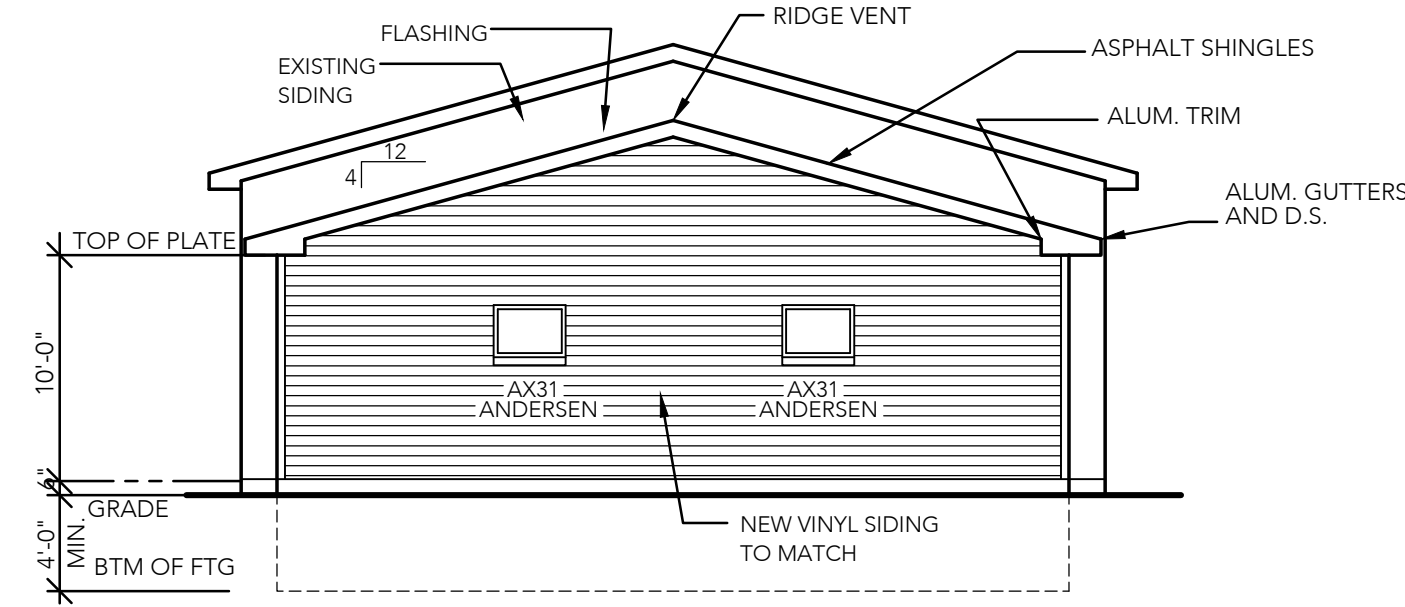 RIDGE VENT
FLASHING
ASPHALT SHINGLES
EXISTING
SIDING
ALUM. TRIM
12
4
ALUM. GUTTERS
AND D.S.
TOP OF PLATE
10'-0"
AX31
ANDERSEN
AX31
ANDERSEN
6"
GRADE
4'-0"
MIN.
NEW VINYL SIDING
TO MATCH
BTM OF FTG